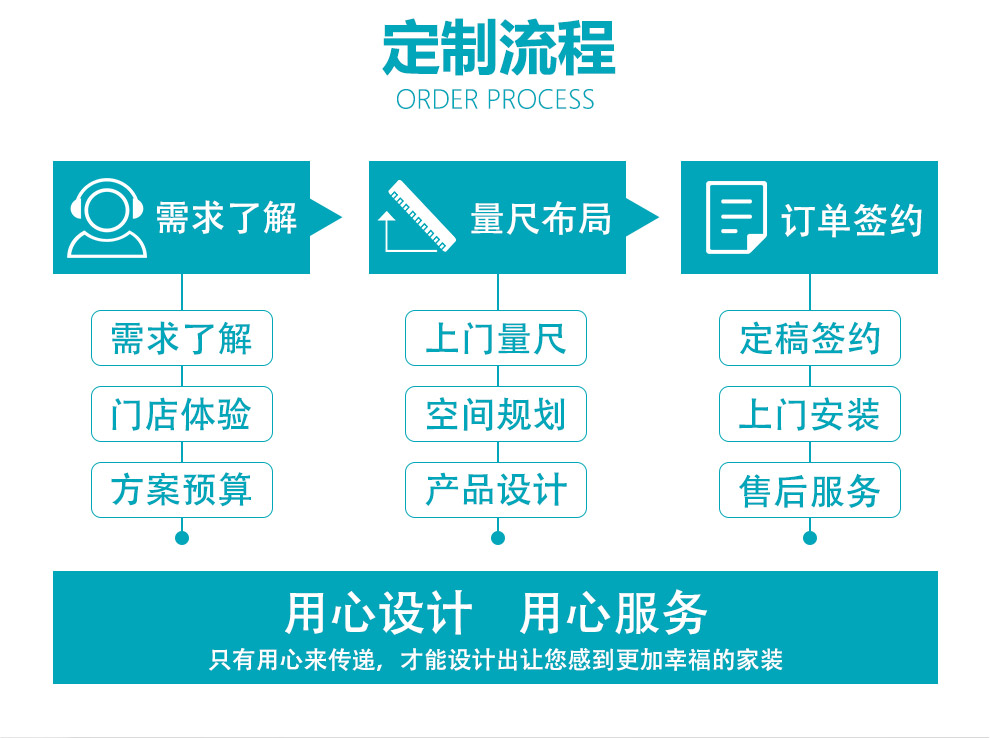 定制流程
ORDER PROCESS
需求了解
量尺布局
订单签约
需求了解
上门量尺
定稿签约
门店体验
空间规划
上门安装
方案预算
产品设计
售后服务
用心设计 用心服务
只有用心来传递，才能设计出让您感到更加幸福的家装